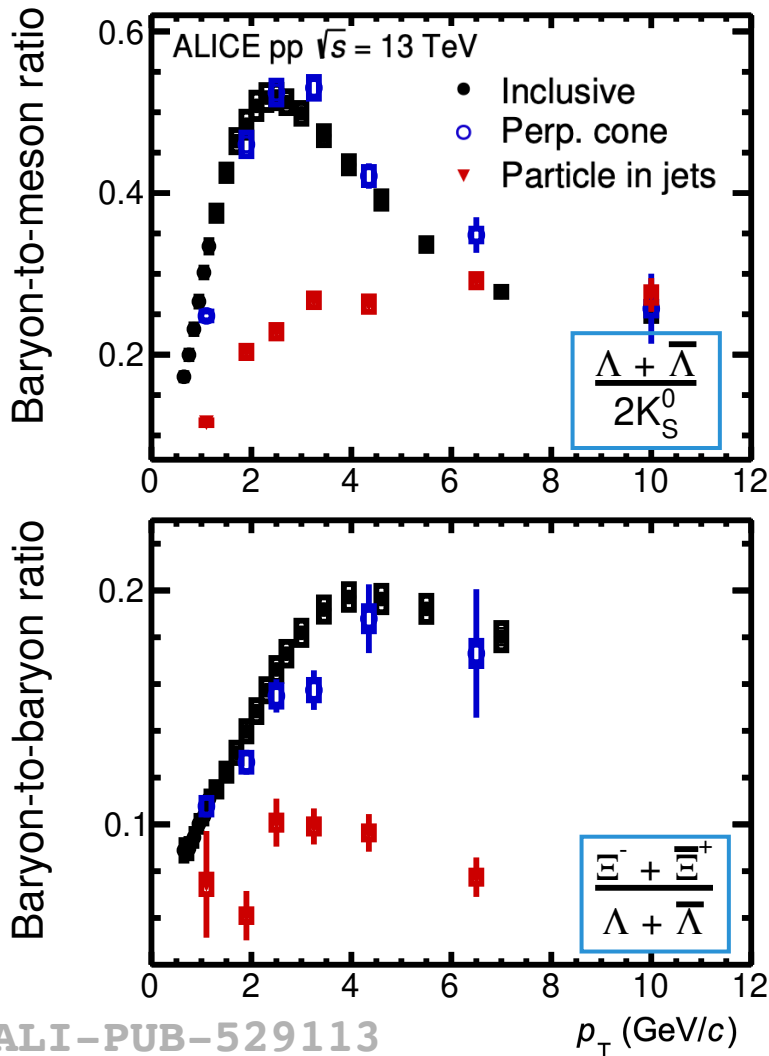 Baryon-to-meson ratio
ALICE pp √s = 13 TeV
Inclusive
Perp. cone
Particle in jets
0.6
0.4
0.2
Λ + Λ̅
2K⁰_S
0 2 4 6 8 10 12
Baryon-to-baryon ratio
0.2
0.1
Ξ⁻ + Ξ̅⁺
Λ + Λ̅
0 2 4 6 8 10 12
p_T (GeV/c)
ALI-PUB-529113